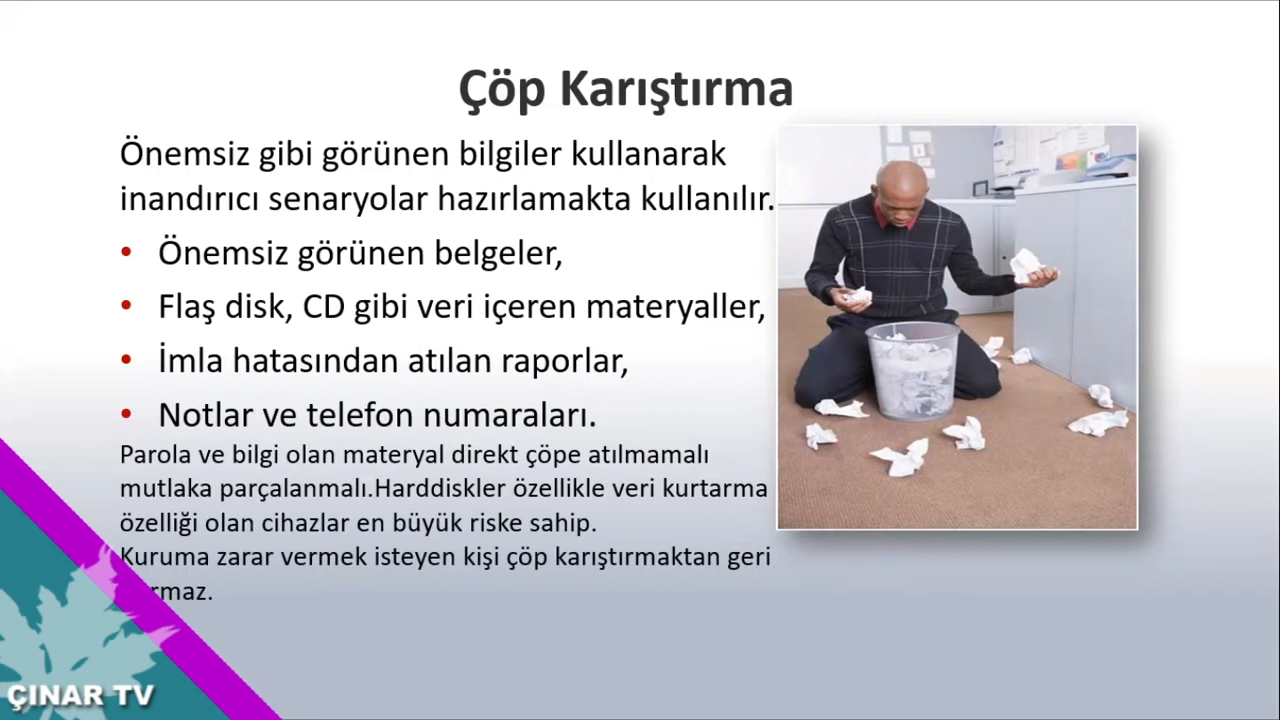 Çöp Karıştırma
Önemsiz gibi görünen bilgiler kullanarak
inandırıcı senaryolar hazırlamakta kullanılır.
• Önemsiz görünen belgeler,
• Flaş disk, CD gibi veri içeren materyaller,
• İmla hatasından atılan raporlar,
• Notlar ve telefon numaraları.
Parola ve bilgi olan materyal direkt çöpe atılmamalı
mutlaka parçalanmalı.Harddiskler özellikle veri kurtarma
özelliği olan cihazlar en büyük riske sahip.
Kuruma zarar vermek isteyen kişi çöp karıştırmaktan geri
ÇINAR TV